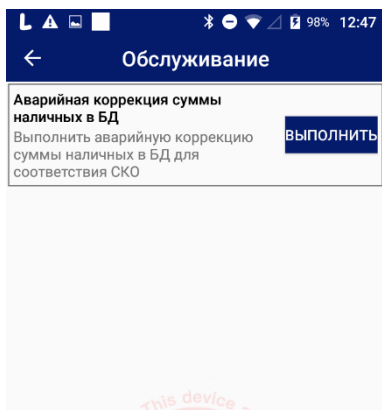 98% 12:47
Обслуживание
Аварийная коррекция суммы
наличных в БД
Выполнить аварийную коррекцию
суммы наличных в БД для
соответствия СКО
ВЫПОЛНИТЬ
This device